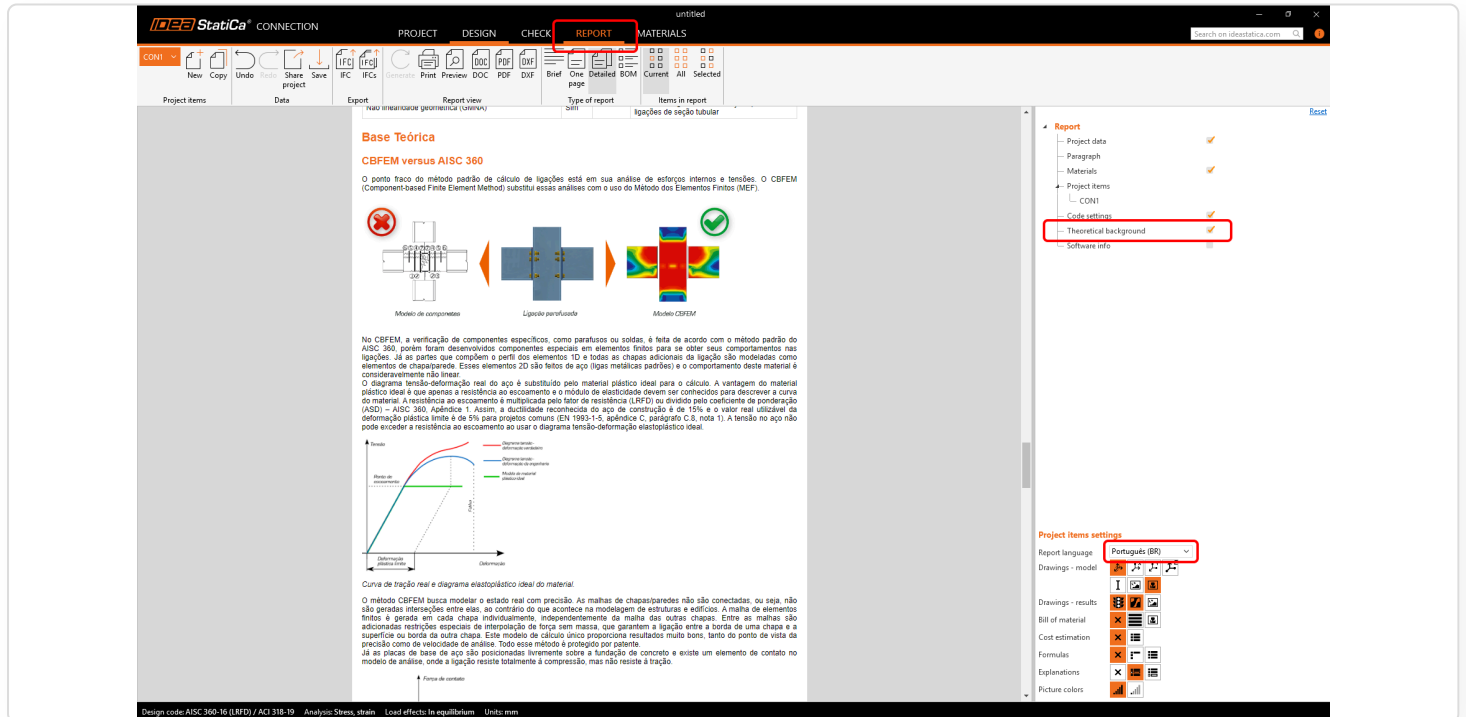 untitled
IDEA StatiCa® CONNECTION
PROJECT DESIGN CHECK REPORT MATERIALS
Search on ideastatica.com
CON1
New Copy Undo Redo Share project Save IFC IFCs Generate Print Preview DOC PDF DXF Brief One page Detailed BOM Current All Selected
Project items Data Export Report view Type of report Items in report
Não linearidade geométrica (GMNA) Sim
ligações de seção tubular
Base Teórica
CBFEM versus AISC 360
O ponto fraco do método padrão de cálculo de ligações está em sua análise de esforços internos e tensões. O CBFEM
(Component-based Finite Element Method) substitui essas análises com o uso do Método dos Elementos Finitos (MEF).
Modelo de componetes Ligação parafusada Modelo CBFEM
No CBFEM, a verificação de componentes específicos, como parafusos ou soldas, é feita de acordo com o método padrão do
AISC 360, porém foram desenvolvidos componentes especiais em elementos finitos para se obter seus comportamentos nas
ligações. Já as partes que compõem o perfil dos elementos 1D e todas as chapas adicionais da ligação são modeladas como
elementos de chapa/parede. Esses elementos 2D são feitos de aço (ligas metálicas padrões) e o comportamento deste material é
consideravelmente não linear.
O diagrama tensão-deformação real do aço é substituído pelo material plástico ideal para o cálculo. A vantagem do material
plástico ideal é que apenas a resistência ao escoamento e o módulo de elasticidade devem ser conhecidos para descrever a curva
do material. A resistência ao escoamento é multiplicada pelo fator de resistência (LRFD) ou dividido pelo coeficiente de ponderação
(ASD) – AISC 360, Apêndice 1. Assim, a ductilidade reconhecida do aço de construção é de 15% e o valor real utilizável da
deformação plástica limite é de 5% para projetos comuns (EN 1993-1-5, apêndice C, parágrafo C.8, nota 1). A tensão no aço não
pode exceder a resistência ao escoamento ao usar o diagrama tensão-deformação elastoplástico ideal.
Tensão
Diagrama tensão-
deformação verdadeiro
Diagrama tensão-
deformação de engenharia
Modelo de material
plástico ideal
Ponto de
escoamento
Falha
Deformação
plástica limite
Deformação
Curva de tração real e diagrama elastoplástico ideal do material.
O método CBFEM busca modelar o estado real com precisão. As malhas de chapas/paredes não são conectadas, ou seja, não
são geradas interseções entre elas, ao contrário do que acontece na modelagem de estruturas e edifícios. A malha de elementos
finitos é gerada em cada chapa individualmente, independentemente da malha das outras chapas. Entre as malhas são
adicionadas restrições especiais de interpolação de força sem massa, que garantem a ligação entre a borda de uma chapa e a
superfície ou borda da outra chapa. Este modelo de cálculo único proporciona resultados muito bons, tanto do ponto de vista da
precisão como de velocidade de análise. Todo esse método é protegido por patente.
Já as placas de base de aço são posicionadas livremente sobre a fundação de concreto e existe um elemento de contato no
modelo de análise, onde a ligação resiste totalmente á compressão, mas não resiste á tração.
Força de contato
Reset
Report
Project data
Paragraph
Materials
Project items
CON1
Code settings
Theoretical background
Software info
Project items settings
Report language Português (BR)
Drawings - model
Drawings - results
Bill of material
Cost estimation
Formulas
Explanations
Picture colors
Design code: AISC 360-16 (LRFD) / ACI 318-19 Analysis: Stress, strain Load effects: In equilibrium Units: mm